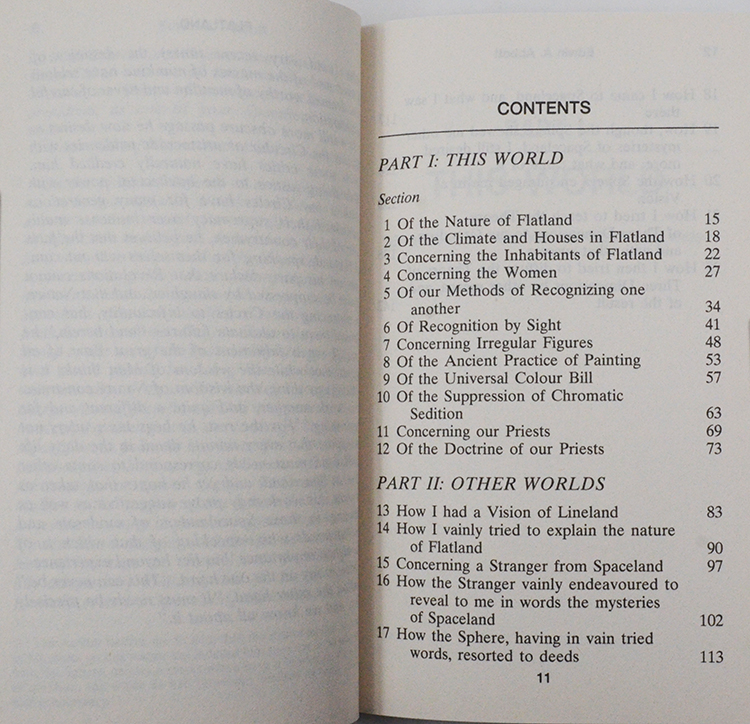 CONTENTS
PART I: THIS WORLD
Section
1 Of the Nature of Flatland 15
2 Of the Climate and Houses in Flatland 18
3 Concerning the Inhabitants of Flatland 22
4 Concerning the Women 27
5 Of our Methods of Recognizing one
another 34
6 Of Recognition by Sight 41
7 Concerning Irregular Figures 48
8 Of the Ancient Practice of Painting 53
9 Of the Universal Colour Bill 57
10 Of the Suppression of Chromatic
Sedition 63
11 Concerning our Priests 69
12 Of the Doctrine of our Priests 73
PART II: OTHER WORLDS
13 How I had a Vision of Lineland 83
14 How I vainly tried to explain the nature
of Flatland 90
15 Concerning a Stranger from Spaceland 97
16 How the Stranger vainly endeavoured to
reveal to me in words the mysteries
of Spaceland 102
17 How the Sphere, having in vain tried
words, resorted to deeds 113
11